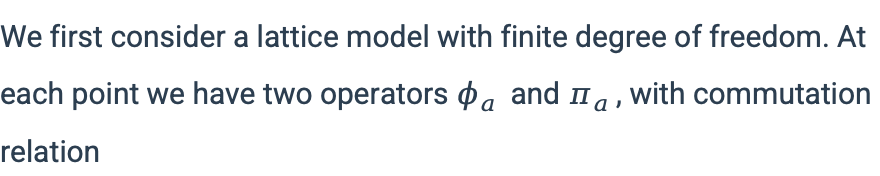 We first consider a lattice model with finite degree of freedom. At
each point we have two operators ϕₐ and πₐ, with commutation
relation